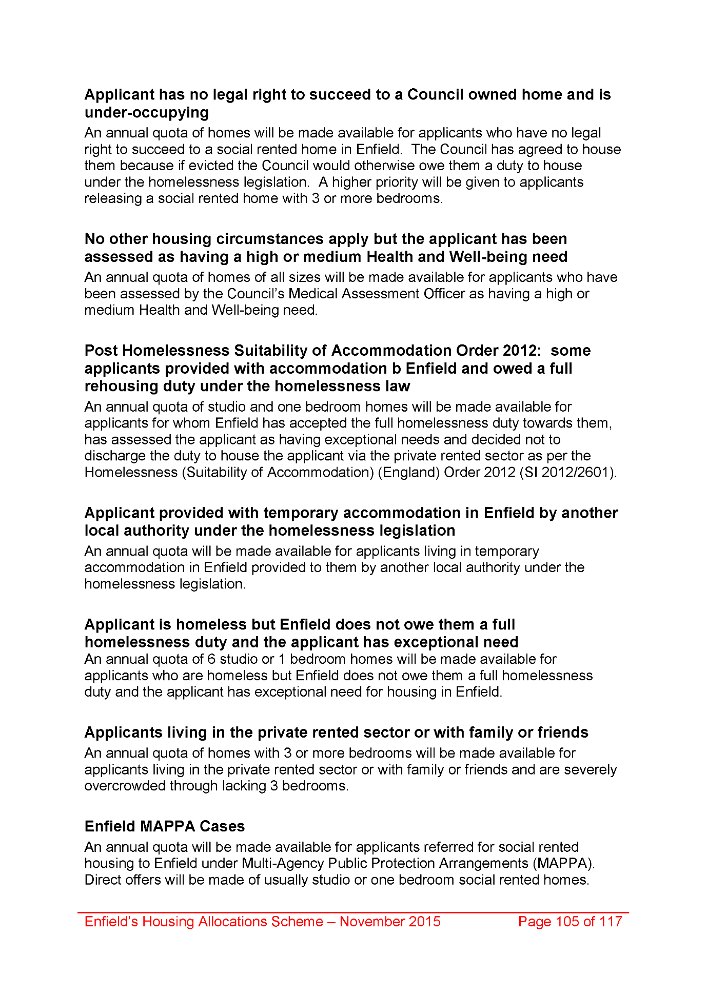 Applicant has no legal right to succeed to a Council owned home and is
under-occupying
An annual quota of homes will be made available for applicants who have no legal
right to succeed to a social rented home in Enfield.  The Council has agreed to house
them because if evicted the Council would otherwise owe them a duty to house
under the homelessness legislation.  A higher priority will be given to applicants
releasing a social rented home with 3 or more bedrooms.
No other housing circumstances apply but the applicant has been
assessed as having a high or medium Health and Well-being need
An annual quota of homes of all sizes will be made available for applicants who have
been assessed by the Council’s Medical Assessment Officer as having a high or
medium Health and Well-being need.
Post Homelessness Suitability of Accommodation Order 2012:  some
applicants provided with accommodation b Enfield and owed a full
rehousing duty under the homelessness law
An annual quota of studio and one bedroom homes will be made available for
applicants for whom Enfield has accepted the full homelessness duty towards them,
has assessed the applicant as having exceptional needs and decided not to
discharge the duty to house the applicant via the private rented sector as per the
Homelessness (Suitability of Accommodation) (England) Order 2012 (SI 2012/2601).
Applicant provided with temporary accommodation in Enfield by another
local authority under the homelessness legislation
An annual quota will be made available for applicants living in temporary
accommodation in Enfield provided to them by another local authority under the
homelessness legislation.
Applicant is homeless but Enfield does not owe them a full
homelessness duty and the applicant has exceptional need
An annual quota of 6 studio or 1 bedroom homes will be made available for
applicants who are homeless but Enfield does not owe them a full homelessness
duty and the applicant has exceptional need for housing in Enfield.
Applicants living in the private rented sector or with family or friends
An annual quota of homes with 3 or more bedrooms will be made available for
applicants living in the private rented sector or with family or friends and are severely
overcrowded through lacking 3 bedrooms.
Enfield MAPPA Cases
An annual quota will be made available for applicants referred for social rented
housing to Enfield under Multi-Agency Public Protection Arrangements (MAPPA).
Direct offers will be made of usually studio or one bedroom social rented homes.
Enfield’s Housing Allocations Scheme – November 2015 Page 105 of 117